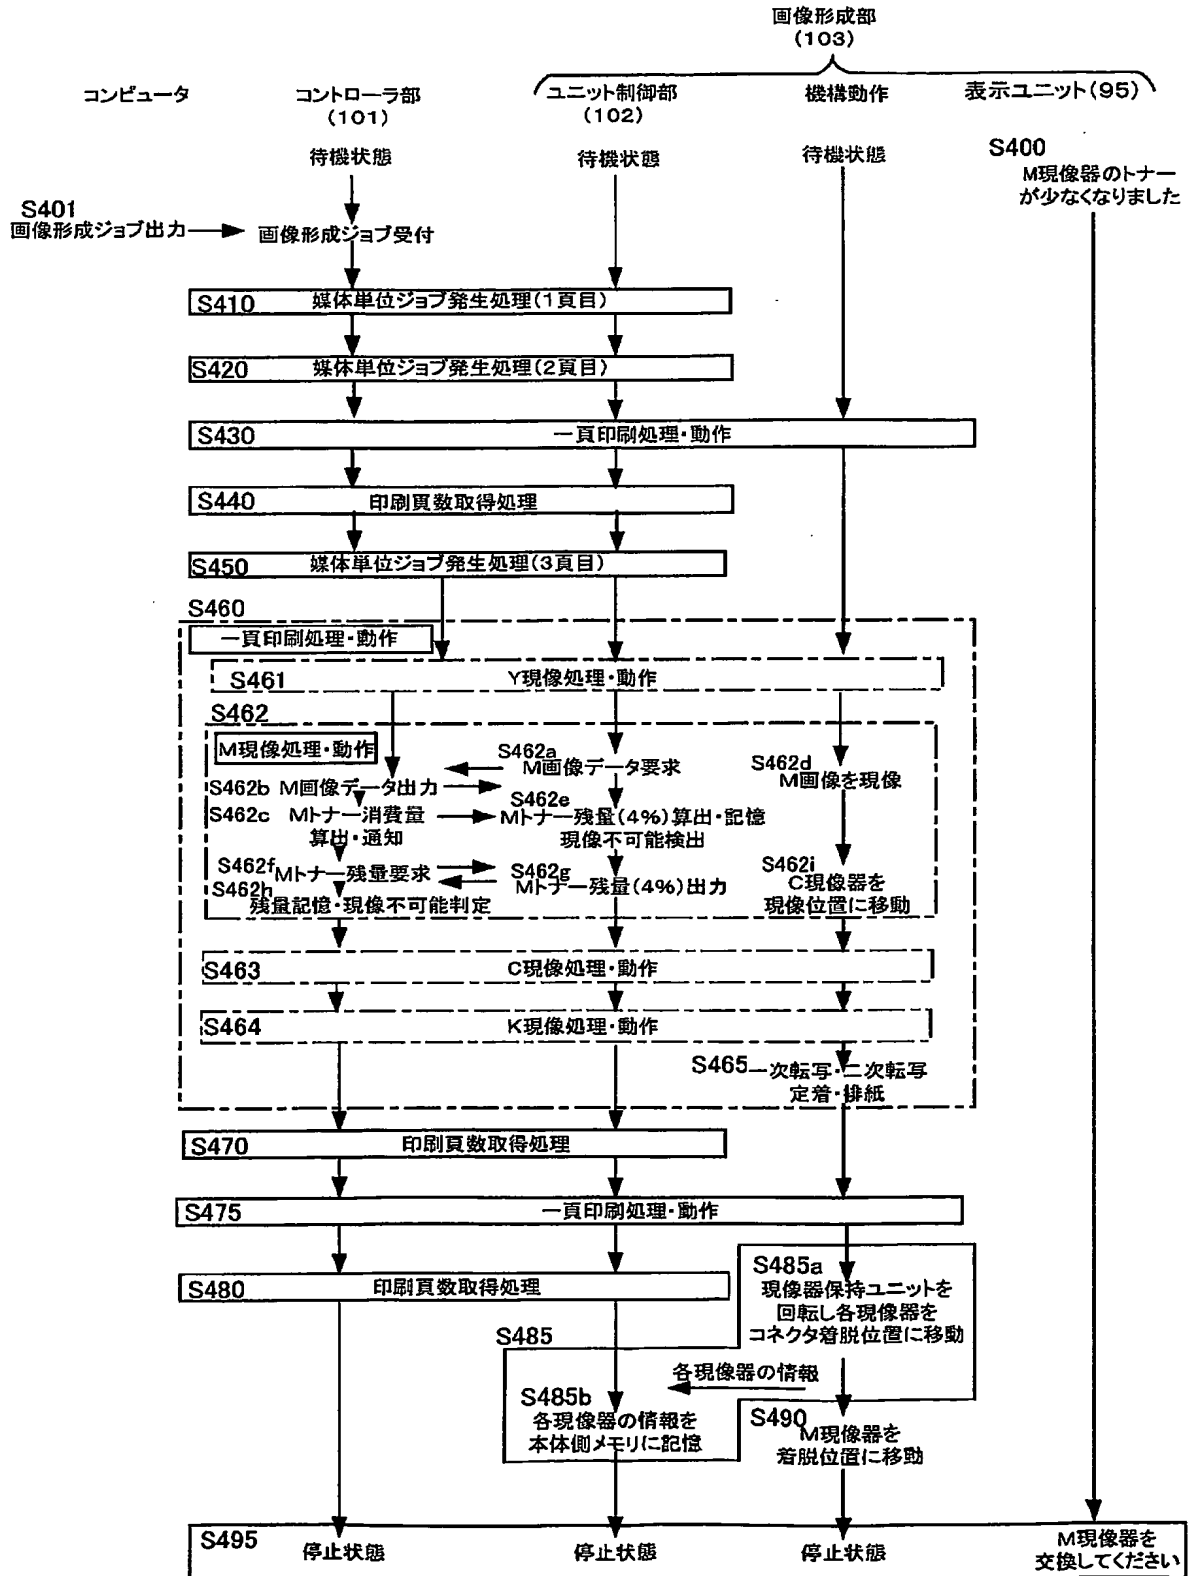 画像形成部
(103)
コンピュータ
コントローラ部
(101)
ユニット制御部
(102)
機構動作
表示ユニット(95)
待機状態
待機状態
待機状態
S400
M現像器のトナー
が少なくなりました
S401
画像形成ジョブ出力
画像形成ジョブ受付
S410 媒体単位ジョブ発生処理(1頁目)
S420 媒体単位ジョブ発生処理(2頁目)
S430 一頁印刷処理・動作
S440 印刷頁数取得処理
S450 媒体単位ジョブ発生処理(3頁目)
S460
一頁印刷処理・動作
S461 Y現像処理・動作
S462
M現像処理・動作
S462a
M画像データ要求
S462b M画像データ出力
S462c Mトナー消費量
算出・通知
S462d
M画像を現像
S462e
Mトナー残量(4%)算出・記憶
現像不可能検出
S462f
Mトナー残量要求
S462g
Mトナー残量(4%)出力
S462h
残量記憶・現像不可能判定
S462i
C現像器を
現像位置に移動
S463 C現像処理・動作
S464 K現像処理・動作
S465 一次転写・二次転写
定着・排紙
S470 印刷頁数取得処理
S475 一頁印刷処理・動作
S480 印刷頁数取得処理
S485a
現像器保持ユニットを
回転し各現像器を
コネクタ着脱位置に移動
S485
各現像器の情報
S485b
各現像器の情報を
本体側メモリに記憶
S490
M現像器を
着脱位置に移動
S495
停止状態
停止状態
停止状態
M現像器を
交換してください